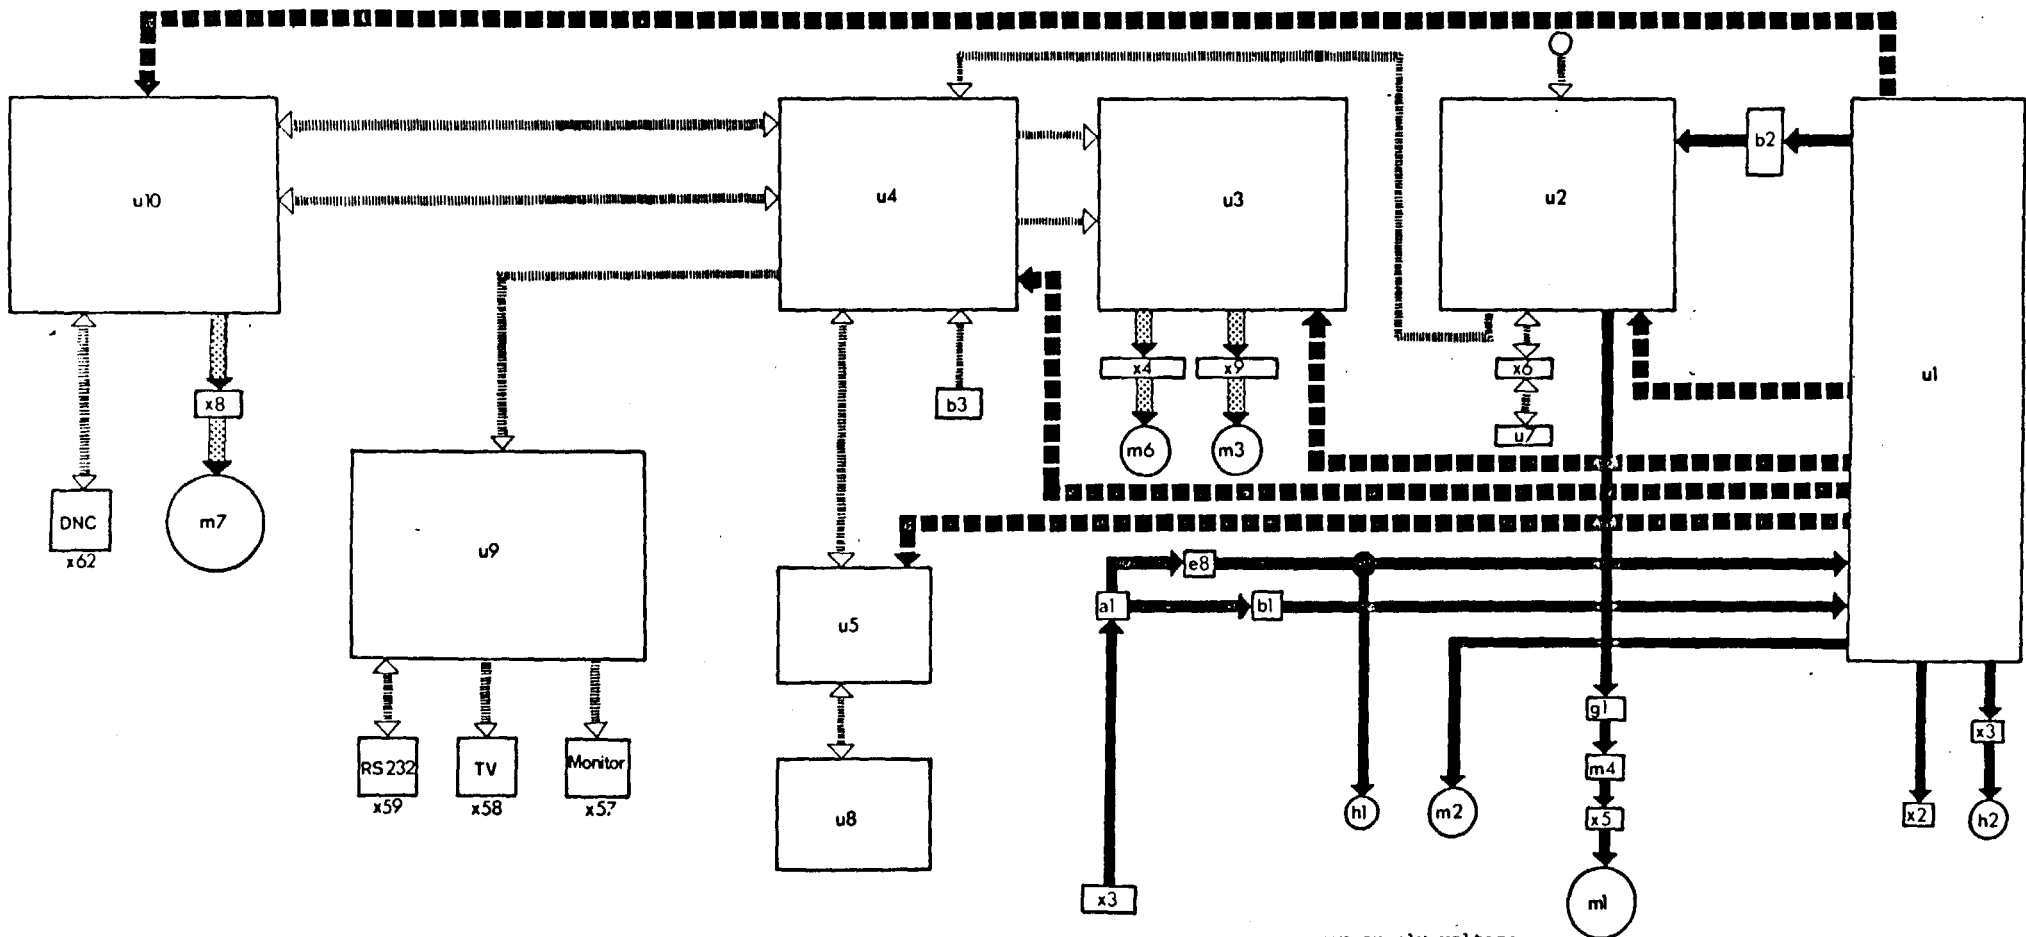 b2
u10
u4
u3
u2
x4
x9
x6
u1
x8
b3
u7
m6
m3
DNC
m7
x62
u9
e8
a1
b1
u5
g1
x3
RS232
TV
Monitor
m4
x59
x58
x57
u8
h1
m2
x5
x2
h2
x3
m1